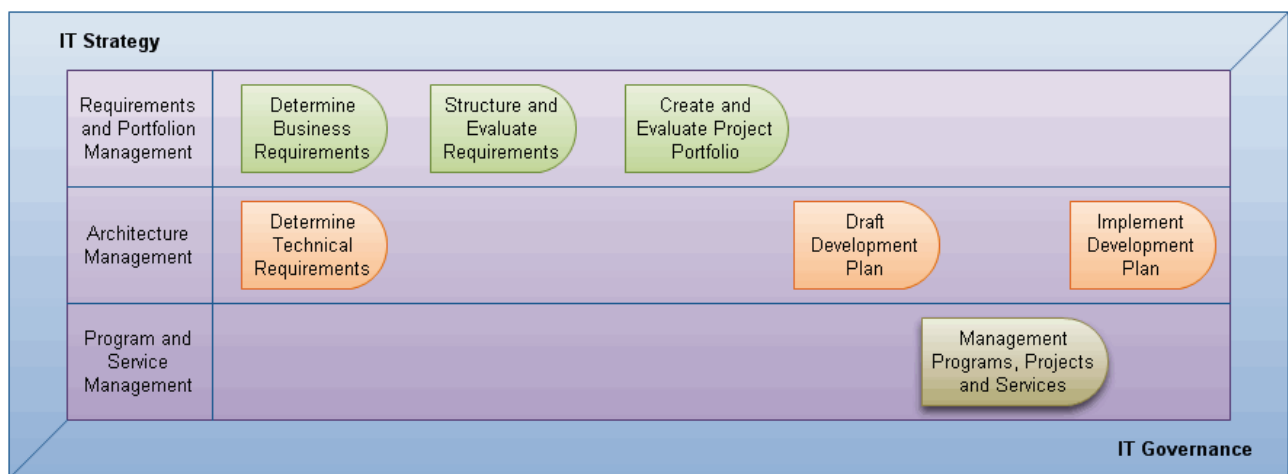 IT Strategy
Requirements
and Portfolion
Management
Determine
Business
Requirements
Structure and
Evaluate
Requirements
Create and
Evaluate Project
Portfolio
Architecture
Management
Determine
Technical
Requirements
Draft
Development
Plan
Implement
Development
Plan
Program and
Service
Management
Management
Programs, Projects
and Services
IT Governance